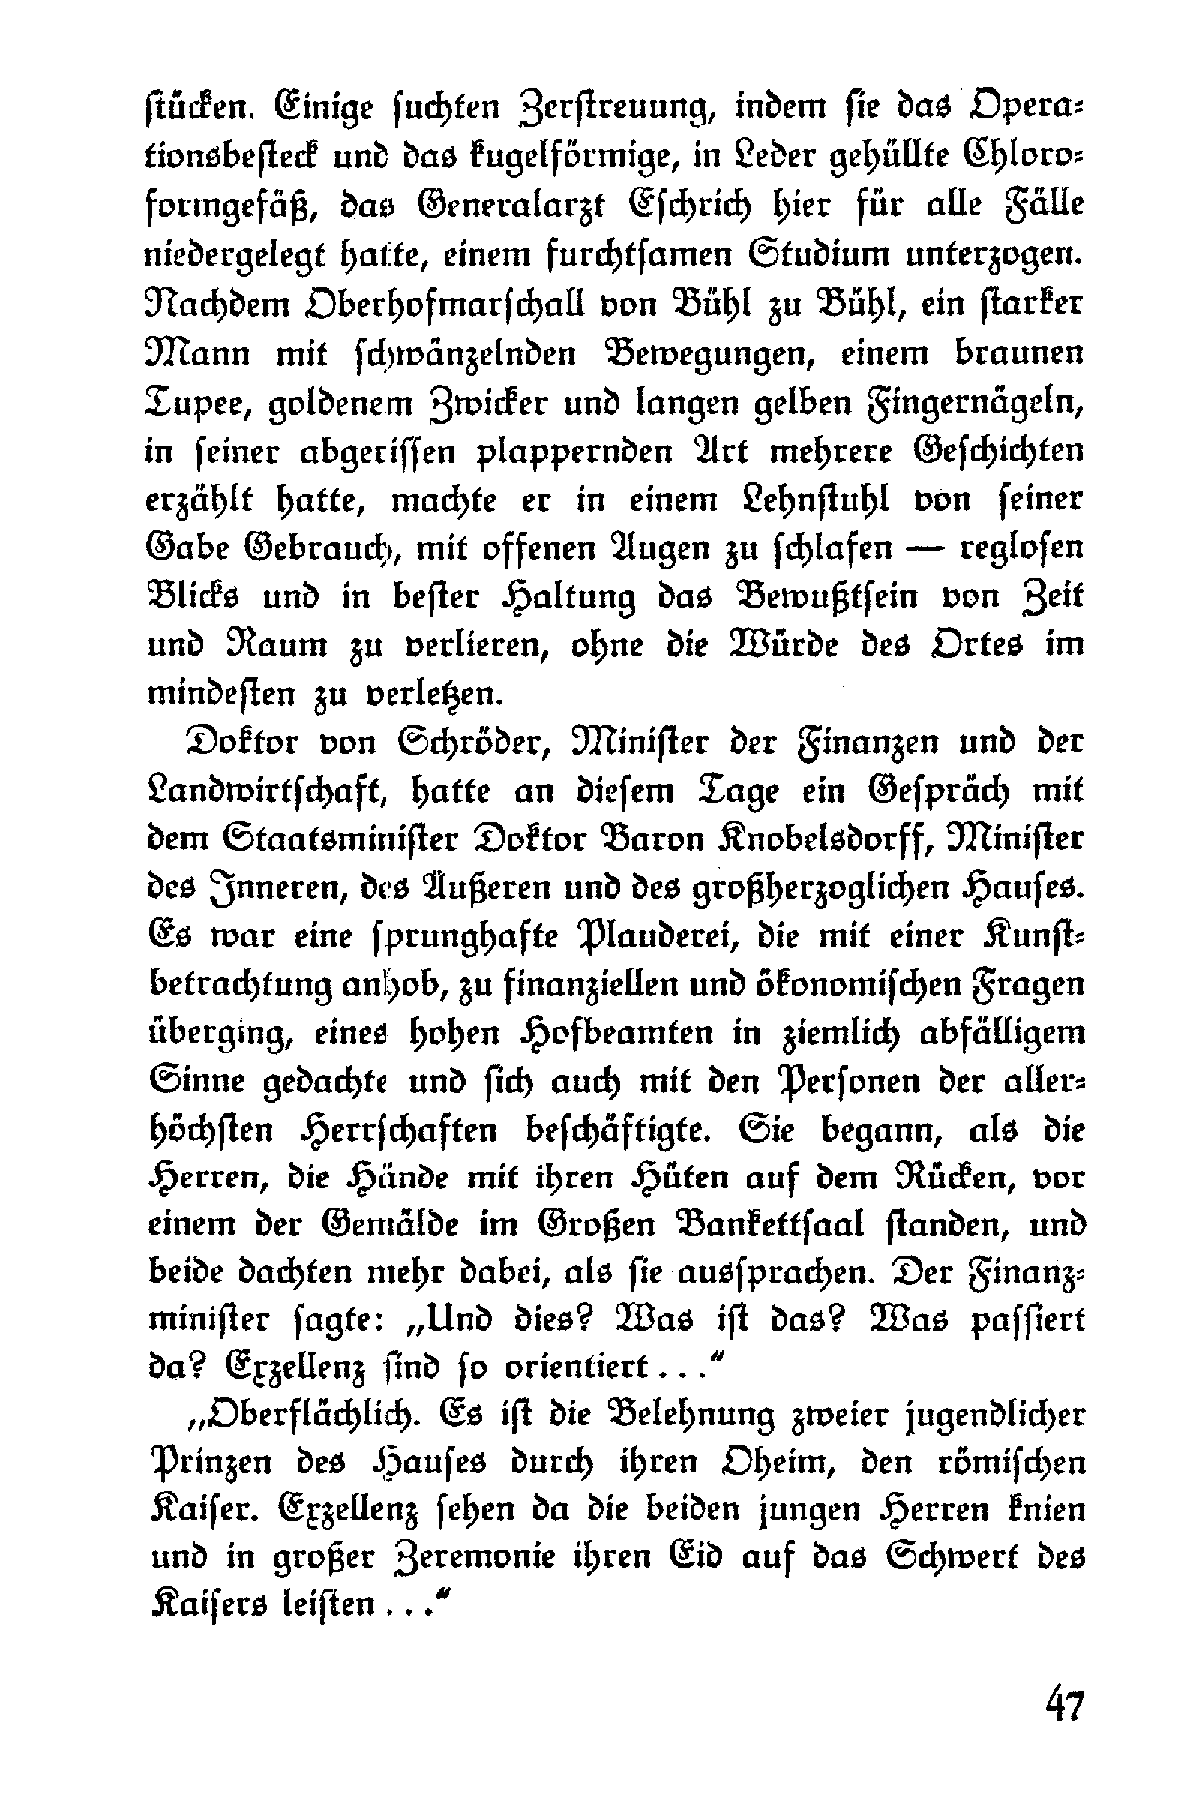 stücken. Einige suchten Zerstreuung, indem sie das Opera-
tionsbesteck und das kugelförmige, in Leder gehüllte Chloro-
formgefäß, das Generalarzt Eschrich hier für alle Fälle
niedergelegt hatte, einem furchtsamen Studium unterzogen.
Nachdem Oberhofmarschall von Bühl zu Bühl, ein starker
Mann mit schwänzelnden Bewegungen, einem braunen
Tupee, goldenem Zwicker und langen gelben Fingernägeln,
in seiner abgerissen plappernden Art mehrere Geschichten
erzählt hatte, machte er in einem Lehnstuhl von seiner
Gabe Gebrauch, mit offenen Augen zu schlafen — reglosen
Blicks und in bester Haltung das Bewußtsein von Zeit
und Raum zu verlieren, ohne die Würde des Ortes im
mindesten zu verletzen.
Doktor von Schröder, Minister der Finanzen und der
Landwirtschaft, hatte an diesem Tage ein Gespräch mit
dem Staatsminister Doktor Baron Knobelsdorff, Minister
des Inneren, des Äußeren und des großherzoglichen Hauses.
Es war eine sprunghafte Plauderei, die mit einer Kunst-
betrachtung anhob, zu finanziellen und ökonomischen Fragen
überging, eines hohen Hofbeamten in ziemlich abfälligem
Sinne gedachte und sich auch mit den Personen der aller-
höchsten Herrschaften beschäftigte. Sie begann, als die
Herren, die Hände mit ihren Hüten auf dem Rücken, vor
einem der Gemälde im Großen Bankettsaal standen, und
beide dachten mehr dabei, als sie aussprachen. Der Finanz-
minister sagte: „Und dies? Was ist das? Was passiert
da? Exzellenz sind so orientiert . . .“
„Oberflächlich. Es ist die Belehnung zweier jugendlicher
Prinzen des Hauses durch ihren Oheim, den römischen
Kaiser. Exzellenz sehen da die beiden jungen Herren knien
und in großer Zeremonie ihren Eid auf das Schwert des
Kaisers leisten . . .“
47